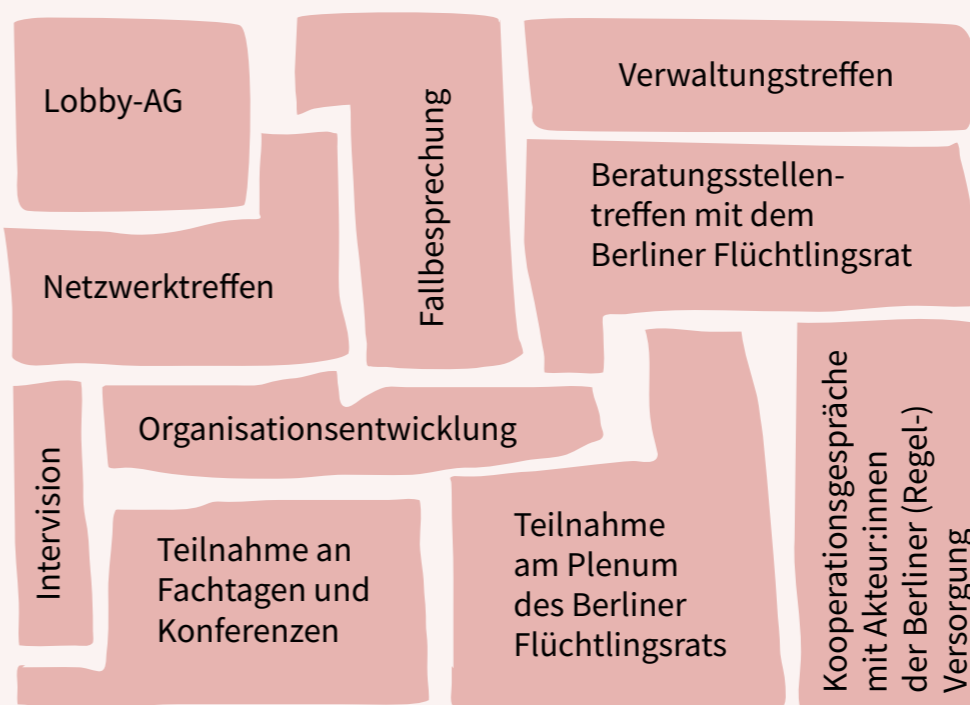 Lobby-AG
Fallbesprechung
Verwaltungstreffen
Beratungsstellen-
treffen mit dem
Berliner Flüchtlingsrat
Netzwerktreffen
Intervision
Organisationsentwicklung
Teilnahme an
Fachtagen und
Konferenzen
Teilnahme
am Plenum
des Berliner
Flüchtlingsrats
Kooperationsgespräche
mit Akteur:innen
der Berliner (Regel-)
Versorgung